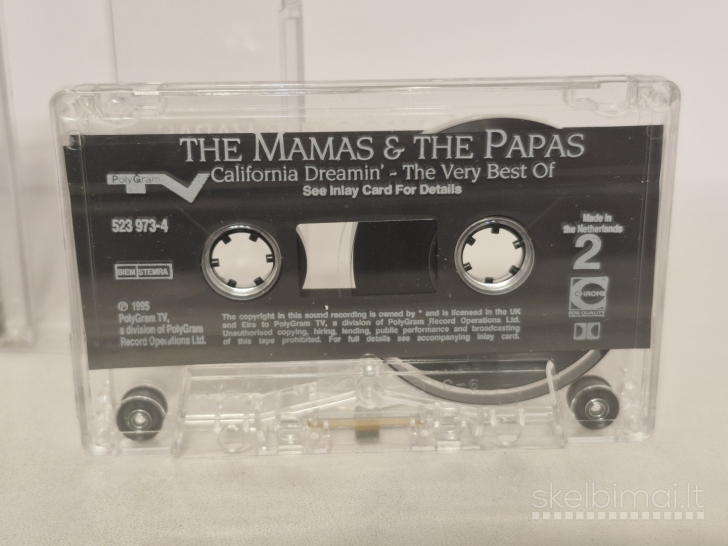 THE MAMAS & THE PAPAS
PolyGram TV
California Dreamin' - The Very Best Of
See Inlay Card For Details
523 973-4
Made in
the Netherlands
2
BIEM STEMRA
CHROME
FOR QUALITY
℗ 1995
PolyGram TV,
a division of PolyGram
Record Operations Ltd.
The copyright in this sound recording is owned by * and is licensed in the UK
and Eire to PolyGram TV, a division of PolyGram Record Operations Ltd.
Unauthorised copying, hiring, lending, public performance and broadcasting
of this tape prohibited. For full details see accompanying inlay card.
skelbimai.lt